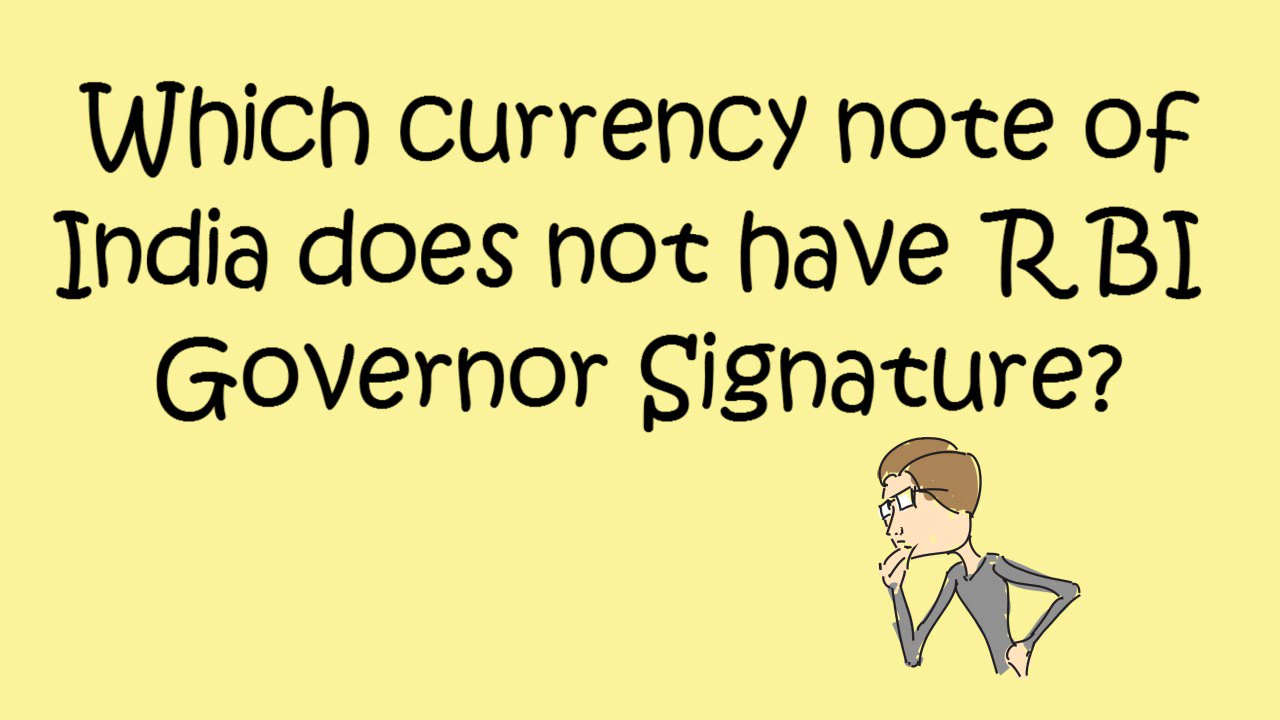 Which currency note of
India does not have RBI
Governor Signature?